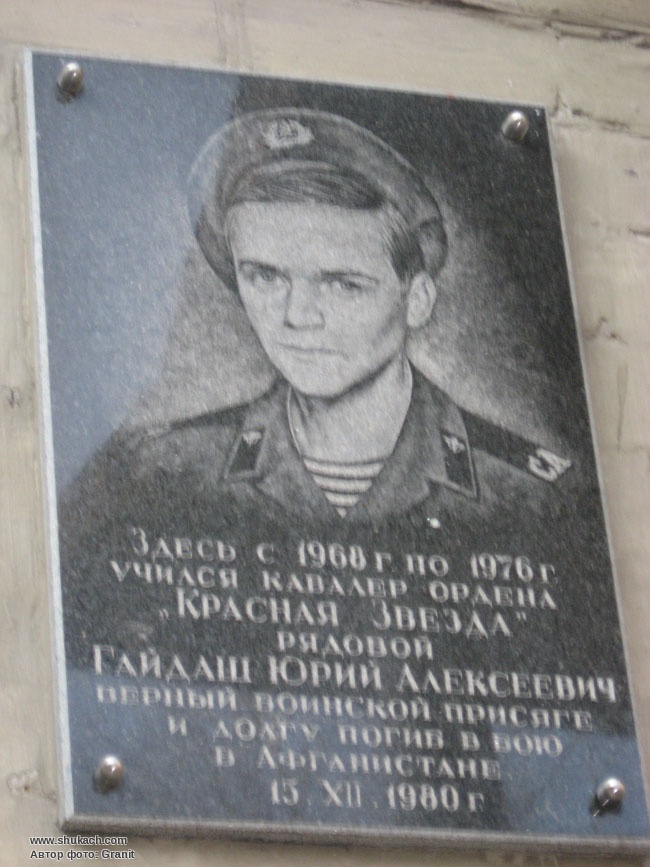 СА
Здесь с 1968 г. по 1976 г.
учился кавалер ордена
„Красная Звезда"
рядовой
Гайдаш Юрий Алексеевич
верный воинской присяге
и долгу погиб в бою
в Афганистане.
15. XII. 1980 г.
www.shukach.com
Автор фото: Granit